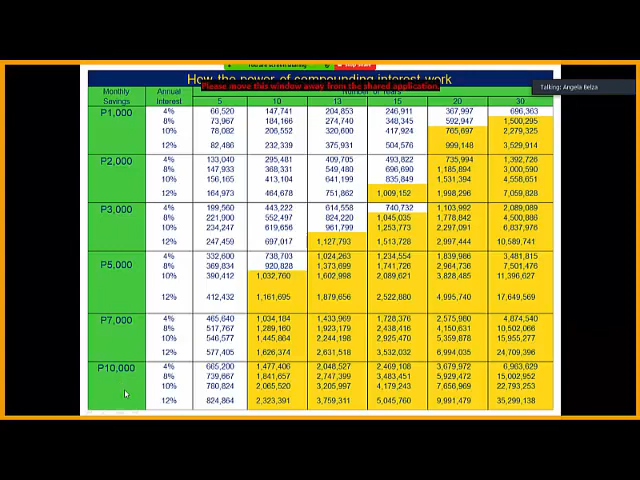 How the power of compounding interest work
Please move this window away from the shared application.
Talking: Angela Belza
Monthly Savings Annual Interest Number of Years
5 10 13 15 20 30
P1,000 4% 66,520 147,741 204,853 246,911 367,997 696,363
8% 73,967 184,166 274,740 348,345 592,947 1,500,295
10% 78,082 206,552 320,600 417,924 765,697 2,279,325
12% 82,486 232,339 375,931 504,576 999,148 3,529,914
P2,000 4% 133,040 295,481 409,705 493,822 735,994 1,392,728
8% 147,933 368,331 549,480 696,690 1,185,894 3,000,590
10% 156,165 413,104 641,199 835,849 1,531,394 4,558,651
12% 164,973 464,678 751,862 1,009,152 1,998,296 7,059,828
P3,000 4% 199,560 443,222 614,558 740,732 1,103,992 2,089,089
8% 221,900 552,497 824,220 1,045,035 1,778,842 4,500,886
10% 234,247 619,656 961,799 1,253,773 2,297,091 6,837,976
12% 247,459 697,017 1,127,793 1,513,728 2,997,444 10,589,741
P5,000 4% 332,600 738,703 1,024,263 1,234,554 1,839,986 3,481,815
8% 369,834 920,828 1,373,699 1,741,726 2,964,736 7,501,476
10% 390,412 1,032,760 1,602,998 2,089,621 3,828,485 11,396,627
12% 412,432 1,161,695 1,879,656 2,522,880 4,995,740 17,649,569
P7,000 4% 465,640 1,034,184 1,433,969 1,728,376 2,575,980 4,874,540
8% 517,767 1,289,160 1,923,179 2,438,416 4,150,631 10,502,066
10% 546,577 1,445,864 2,244,198 2,925,470 5,359,878 15,955,277
12% 577,405 1,626,374 2,631,518 3,532,032 6,994,035 24,709,396
P10,000 4% 665,200 1,477,406 2,048,527 2,469,108 3,679,972 6,963,629
8% 739,667 1,841,657 2,747,399 3,483,451 5,929,472 15,002,952
10% 780,824 2,065,520 3,205,997 4,179,243 7,656,969 22,793,253
12% 824,864 2,323,391 3,759,311 5,045,760 9,991,479 35,299,138